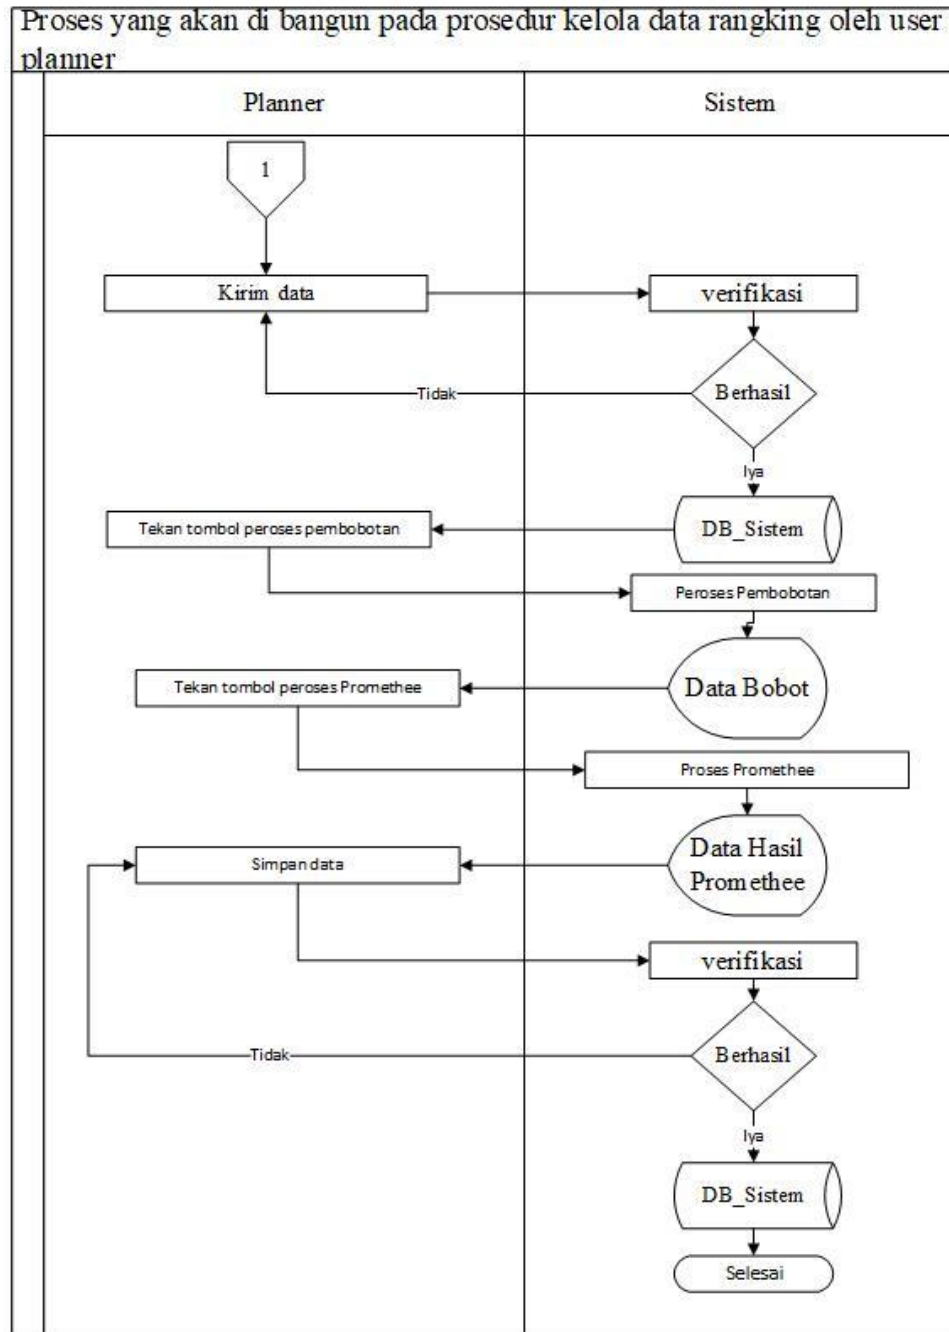 Proses yang akan di bangun pada prosedur kelola data rangking oleh user
planner
Planner
Sistem
1
Kirim data
verifikasi
Berhasil
Tidak
Iya
DB_Sistem
Tekan tombol peroses pembobotan
Peroses Pembobotan
Data Bobot
Tekan tombol peroses Promethee
Proses Promethee
Data Hasil
Promethee
Simpan data
verifikasi
Berhasil
Tidak
Iya
DB_Sistem
Selesai